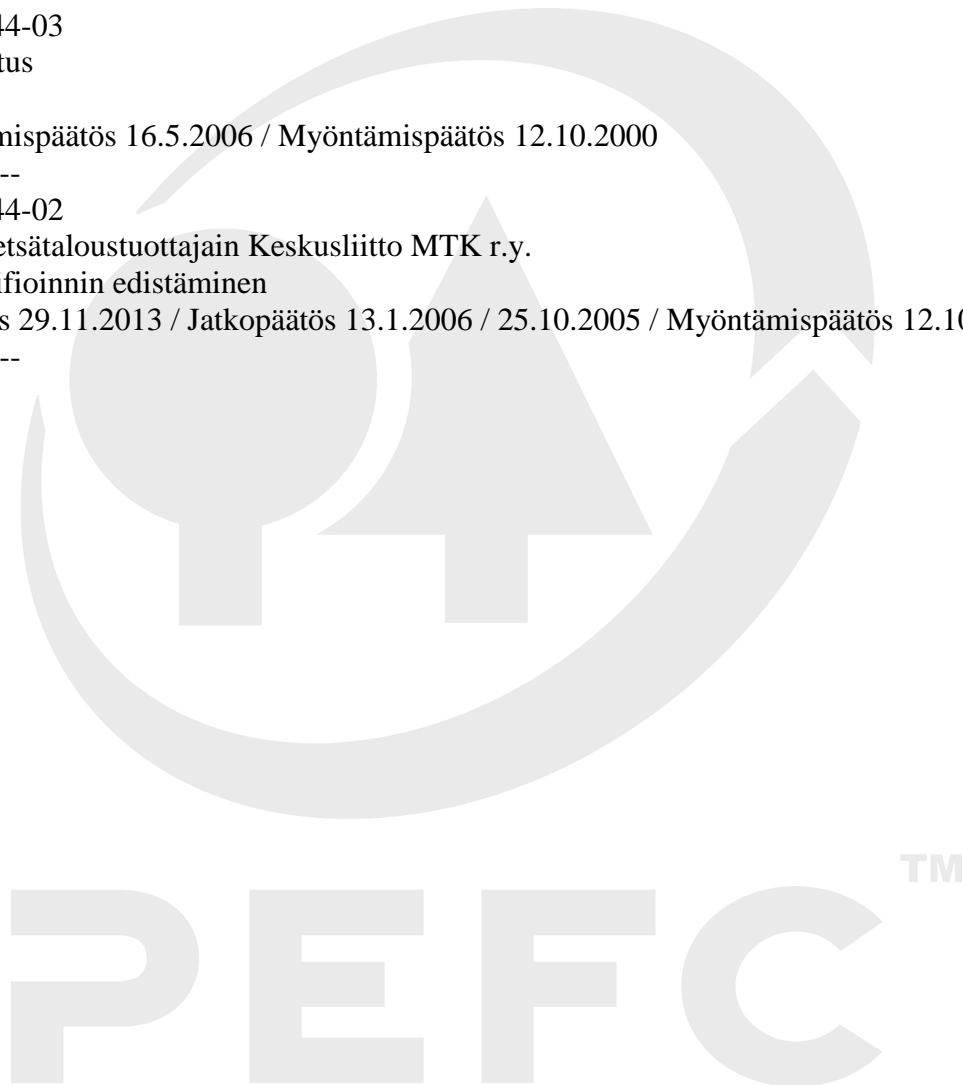 44-03
tus
mispäätös 16.5.2006 / Myöntämispäätös 12.10.2000
--
44-02
etsätaloustuottajain Keskusliitto MTK r.y.
ifioinnin edistäminen
s 29.11.2013 / Jatkopäätös 13.1.2006 / 25.10.2005 / Myöntämispäätös 12.10
--
TM
PEFC